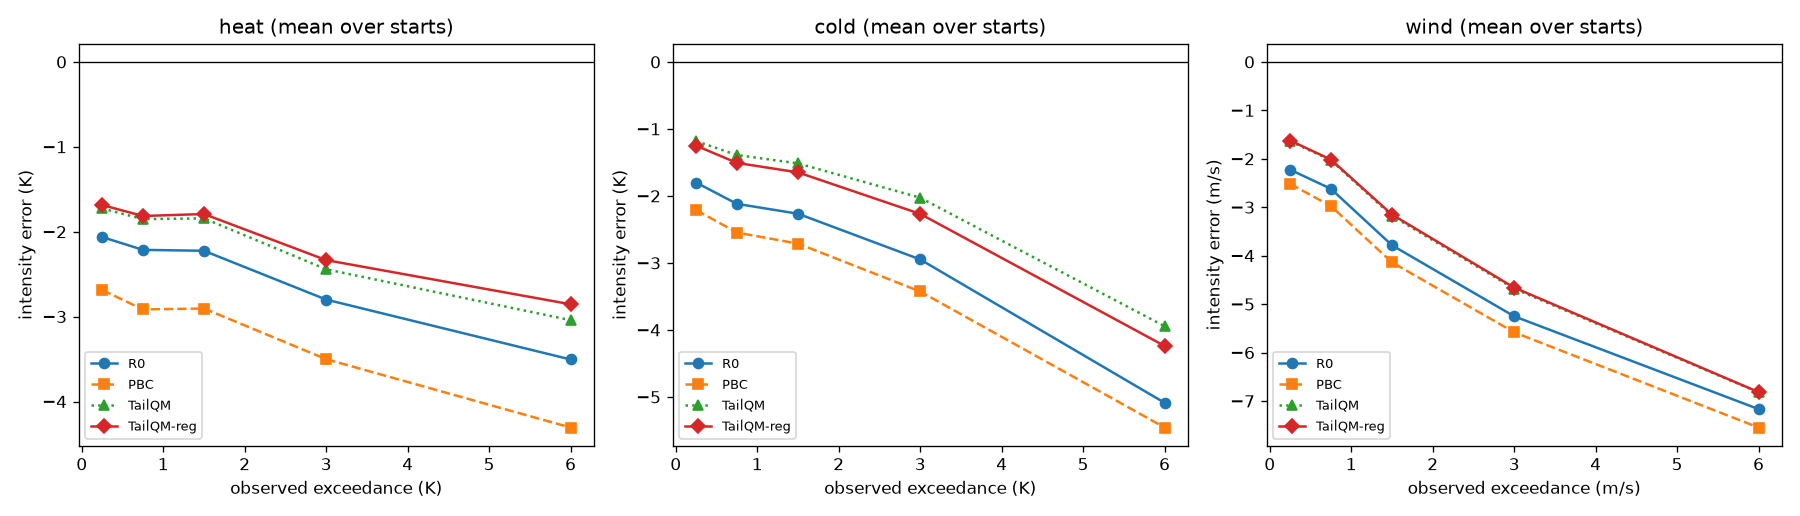 heat (mean over starts)
0
−1
−2
−3
−4
intensity error (K)
R0
PBC
TailQM
TailQM-reg
0 1 2 3 4 5 6
observed exceedance (K)
cold (mean over starts)
0
−1
−2
−3
−4
−5
intensity error (K)
R0
PBC
TailQM
TailQM-reg
0 1 2 3 4 5 6
observed exceedance (K)
wind (mean over starts)
0
−1
−2
−3
−4
−5
−6
−7
intensity error (m/s)
R0
PBC
TailQM
TailQM-reg
0 1 2 3 4 5 6
observed exceedance (m/s)